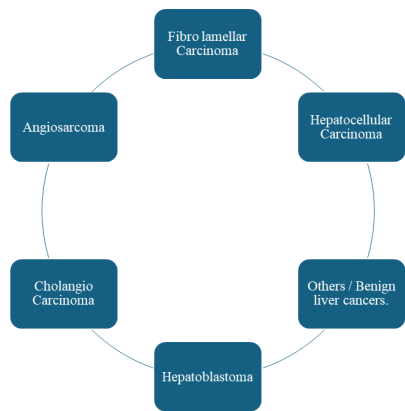 Fibro lamellar
Carcinoma
Hepatocellular
Carcinoma
Others / Benign
liver cancers.
Hepatoblastoma
Cholangio
Carcinoma
Angiosarcoma